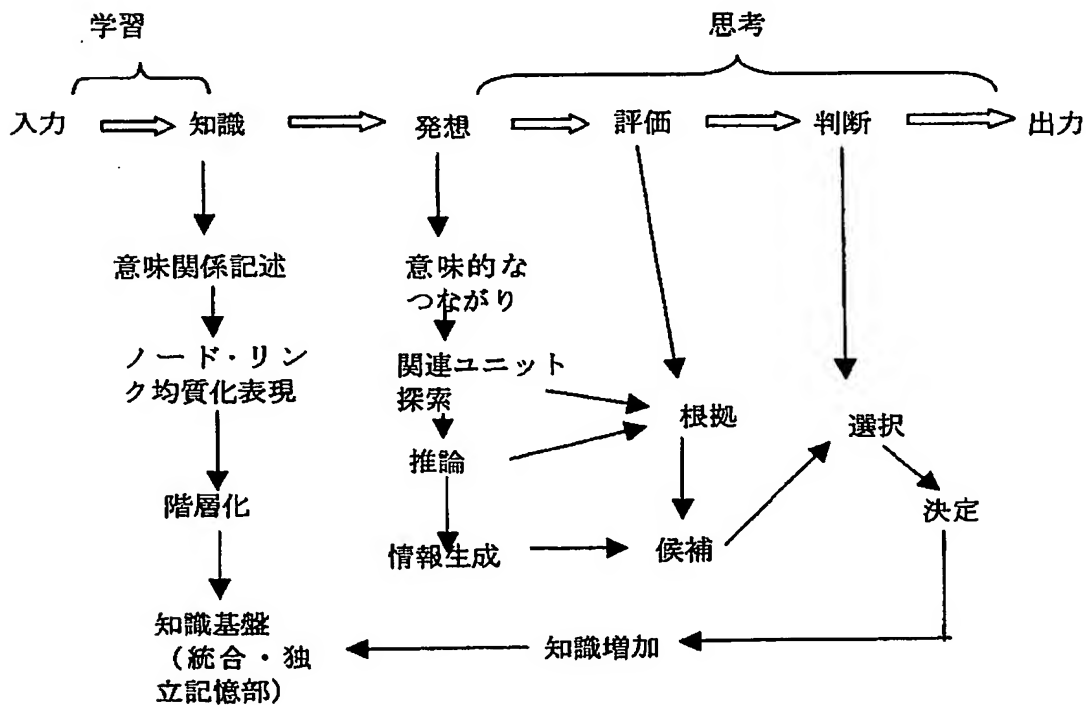 学習
思考
入力
知識
発想
評価
判断
出力
意味関係記述
意味的な
つながり
ノード・リン
ク均質化表現
関連ユニット
探索
根拠
選択
推論
階層化
決定
情報生成
候補
知識基盤
（統合・独
立記憶部）
知識増加